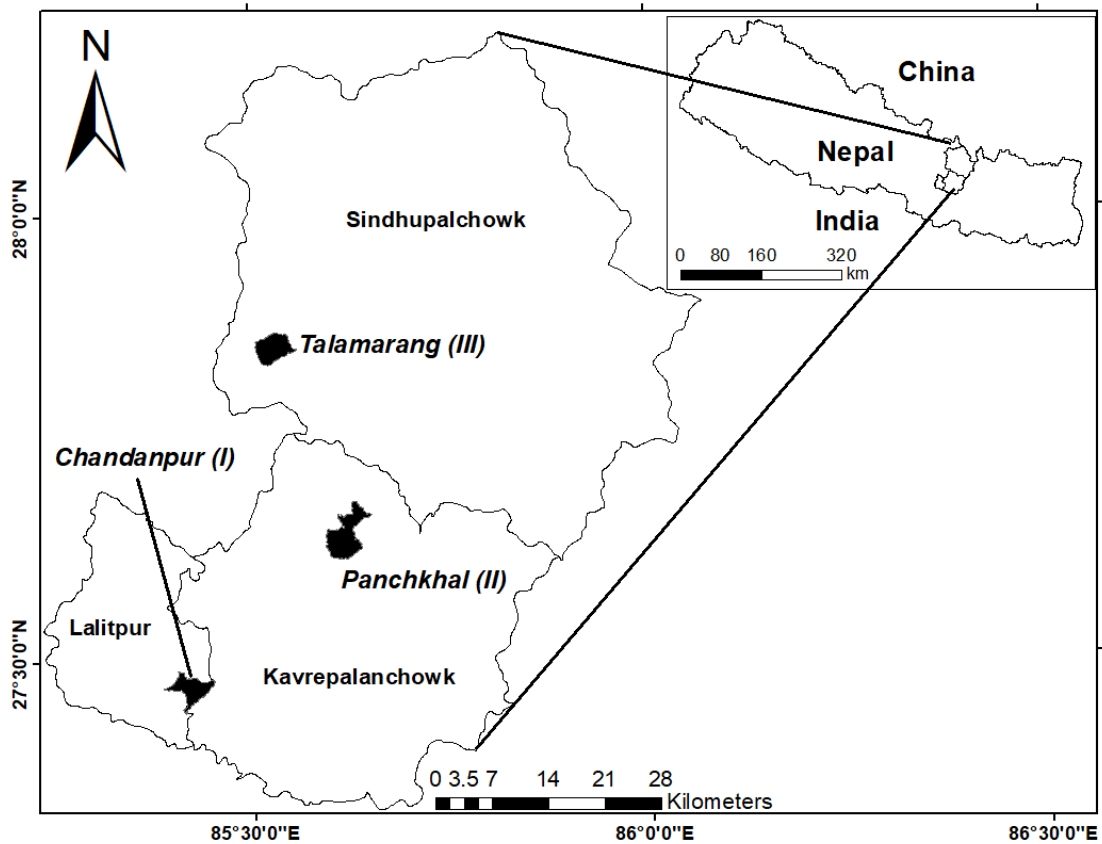 N
China
Nepal
India
0 80 160 320
km
28°0'0"N
Sindhupalchowk
Talamarang (III)
Chandanpur (I)
Panchkhal (II)
Lalitpur
27°30'0"N
Kavrepalanchowk
0 3.5 7 14 21 28
Kilometers
85°30'0"E 86°0'0"E 86°30'0"E